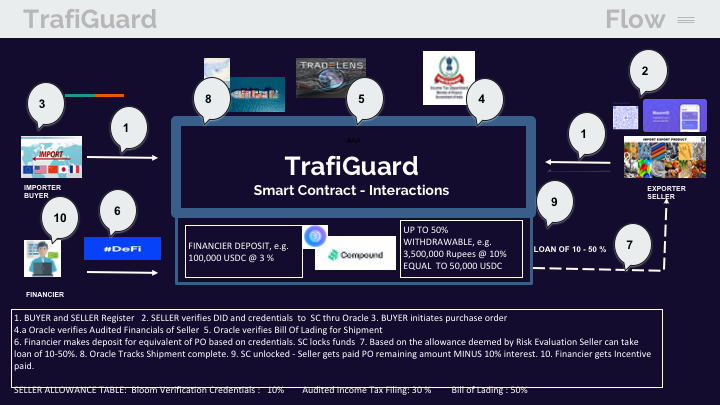 TrafiGuard
Flow
2
3
8
5
4
1
1
TRADELENS
Income Tax Department
IMPORT
IMPORT EXPORT PRODUCT
TrafiGuard
Smart Contract - Interactions
IMPORTER
BUYER
EXPORTER
SELLER
10
6
9
7
#DeFi
FINANCIER DEPOSIT, e.g.
100,000 USDC @ 3 %
Compound
UP TO 50%
WITHDRAWABLE, e.g.
3,500,000 Rupees @ 10%
EQUAL TO 50,000 USDC
LOAN OF 10 - 50 %
FINANCIER
1. BUYER and SELLER Register 2. SELLER verifies DID and credentials to SC thru Oracle 3. BUYER initiates purchase order
4.a Oracle verifies Audited Financials of Seller 5. Oracle verifies Bill Of Lading for Shipment
6. Financier makes deposit for equivalent of PO based on credentials. SC locks funds 7. Based on the allowance deemed by Risk Evaluation Seller can take
loan of 10-50%. 8. Oracle Tracks Shipment complete. 9. SC unlocked - Seller gets paid PO remaining amount MINUS 10% interest. 10. Financier gets Incentive
paid.
SELLER ALLOWANCE TABLE: Bloom Verification Credentials : 10% Audited Income Tax Filing: 30 % Bill of Lading : 50%